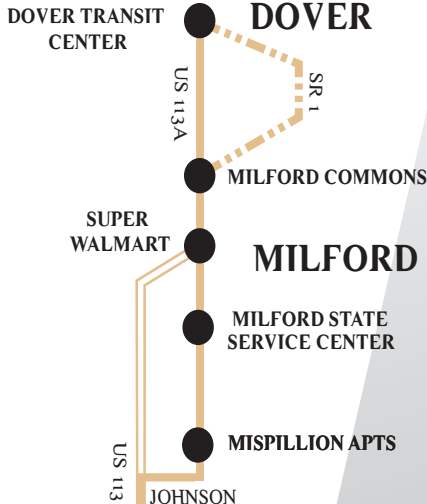 DOVER TRANSIT
CENTER
DOVER
US 113A
SR 1
MILFORD COMMONS
SUPER
WALMART
MILFORD
MILFORD STATE
SERVICE CENTER
MISPILLION APTS
US 113
JOHNSON